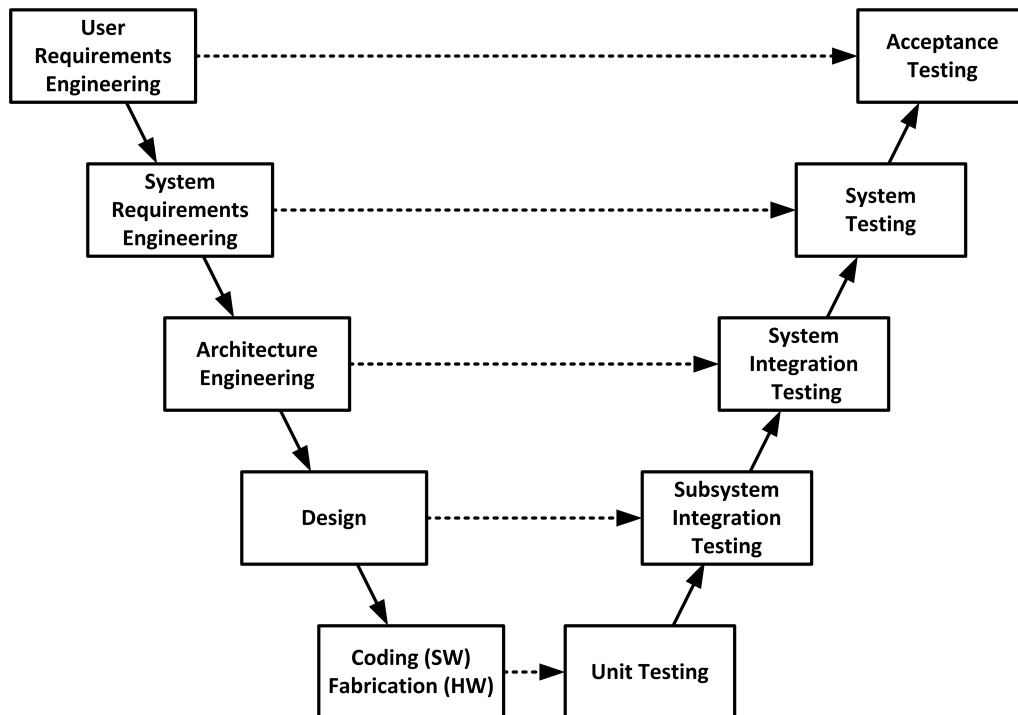 User
Requirements
Engineering
Acceptance
Testing
System
Requirements
Engineering
System
Testing
Architecture
Engineering
System
Integration
Testing
Design
Subsystem
Integration
Testing
Coding (SW)
Fabrication (HW)
Unit Testing